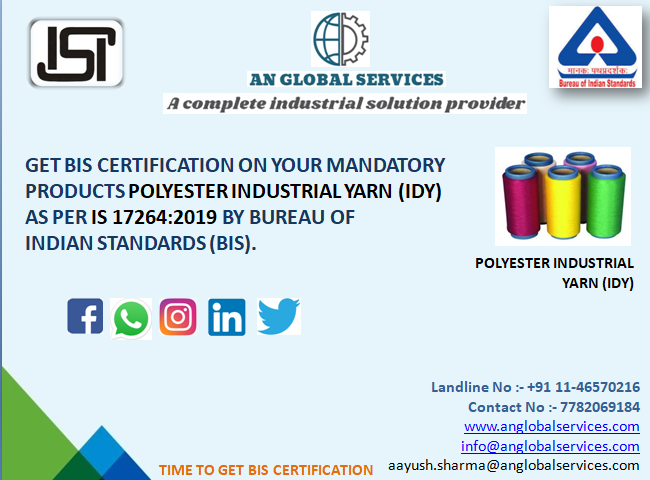 ISI
AN GLOBAL SERVICES
A complete industrial solution provider
मानकः पथप्रदर्शकः
Bureau of Indian Standards
GET BIS CERTIFICATION ON YOUR MANDATORY
PRODUCTS POLYESTER INDUSTRIAL YARN (IDY)
AS PER IS 17264:2019 BY BUREAU OF
INDIAN STANDARDS (BIS).
POLYESTER INDUSTRIAL
YARN (IDY)
Landline No :- +91 11-46570216
Contact No :- 7782069184
www.anglobalservices.com
info@anglobalservices.com
TIME TO GET BIS CERTIFICATION
aayush.sharma@anglobalservices.com